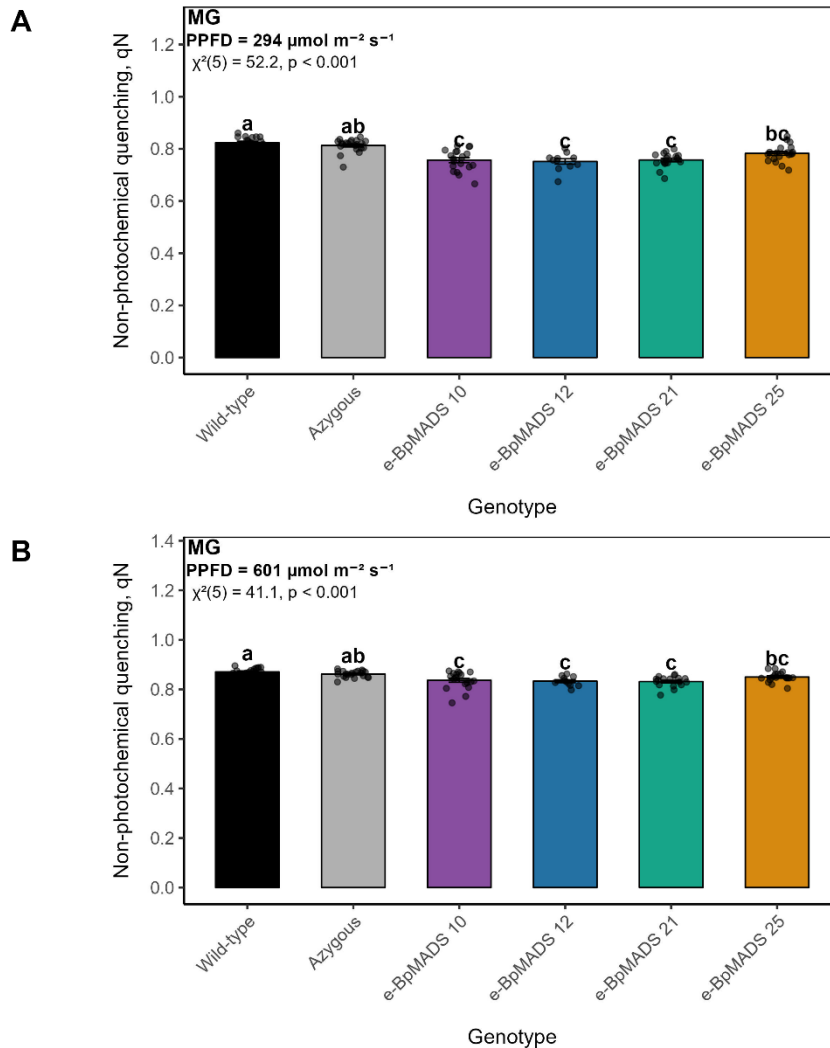 A
MG
PPFD = 294 µmol m⁻² s⁻¹
χ²(5) = 52.2, p < 0.001
Non-photochemical quenching, qN
1.2
1.0
0.8
0.6
0.4
0.2
0.0
a
ab
c
c
c
bc
Wild-type
Azygous
e-BpMADS 10
e-BpMADS 12
e-BpMADS 21
e-BpMADS 25
Genotype
B
MG
PPFD = 601 µmol m⁻² s⁻¹
χ²(5) = 41.1, p < 0.001
Non-photochemical quenching, qN
1.4
1.2
1.0
0.8
0.6
0.4
0.2
0.0
a
ab
c
c
c
bc
Wild-type
Azygous
e-BpMADS 10
e-BpMADS 12
e-BpMADS 21
e-BpMADS 25
Genotype